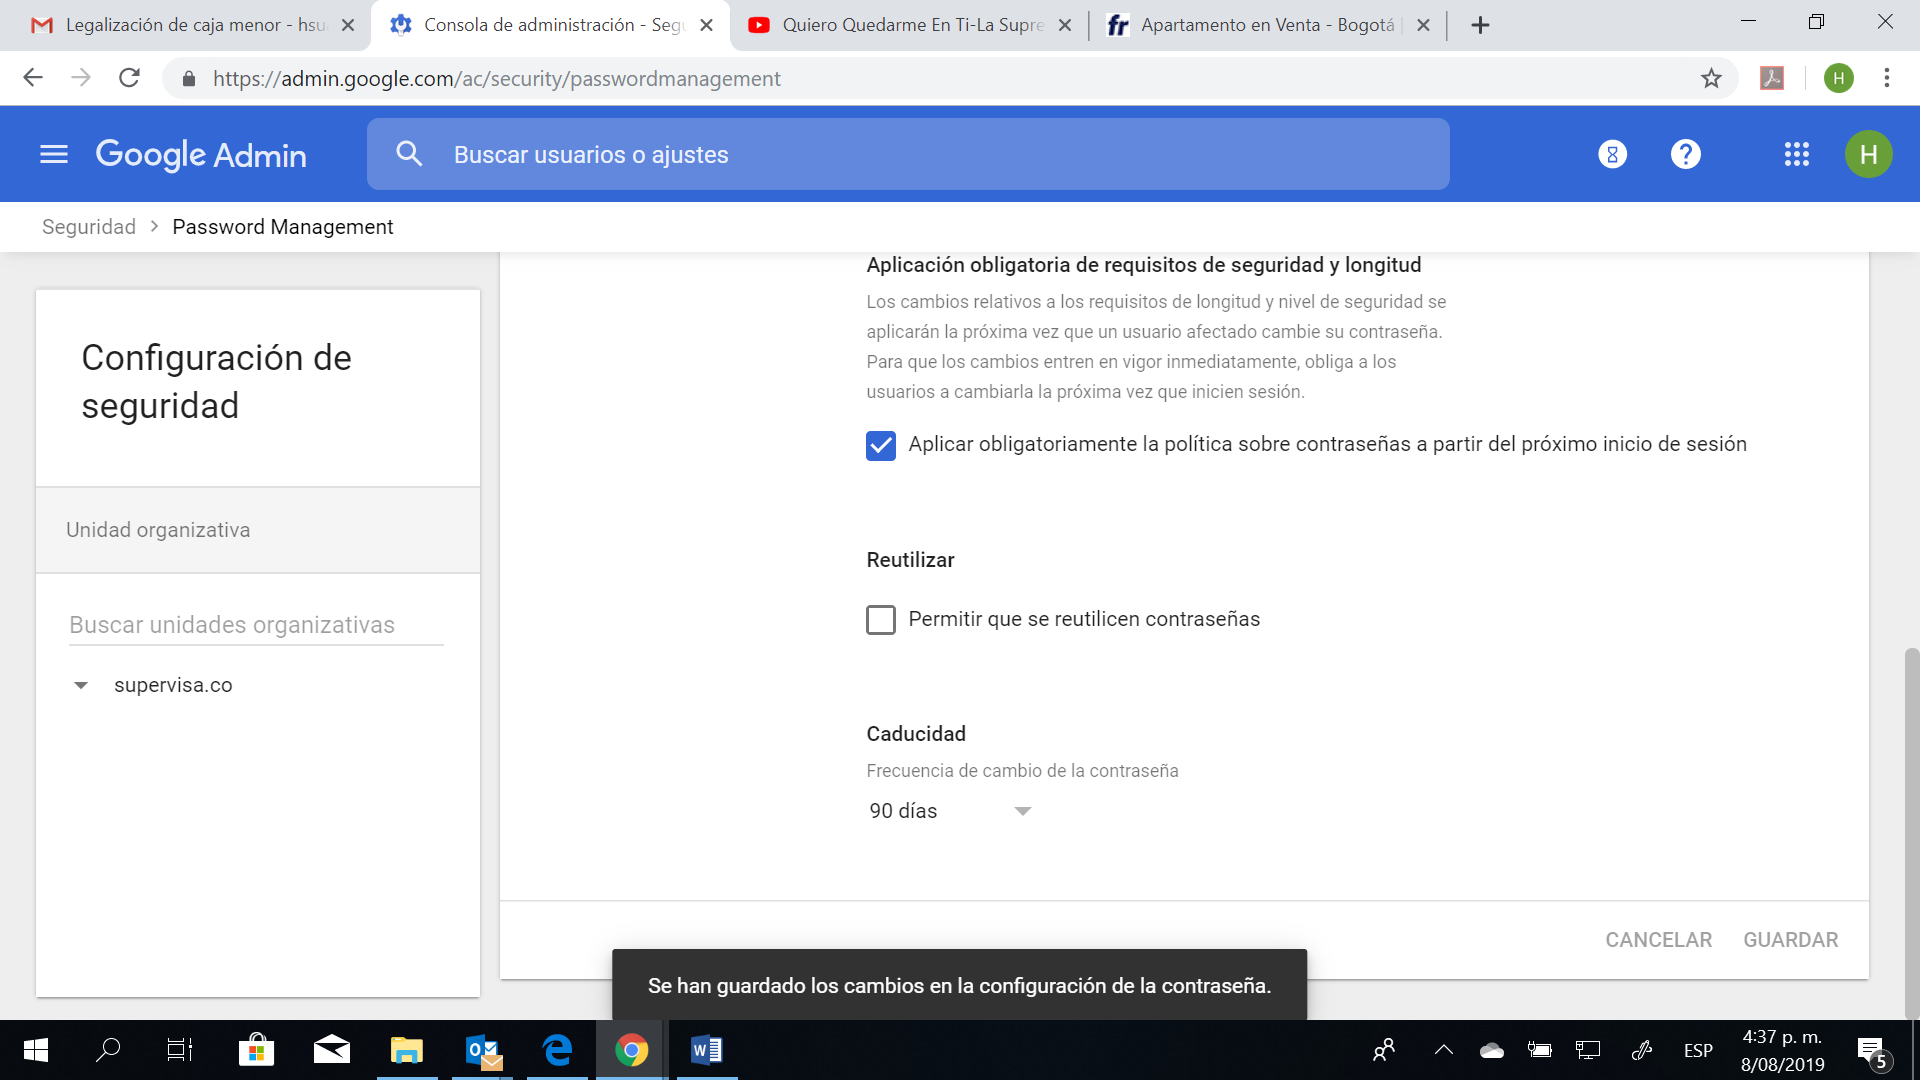 Legalización de caja menor - hsu
Consola de administración - Segu
Quiero Quedarme En Ti-La Supre
Apartamento en Venta - Bogotá |
https://admin.google.com/ac/security/passwordmanagement
H
Google Admin
Buscar usuarios o ajustes
H
Seguridad > Password Management
Configuración de
seguridad
Unidad organizativa
Buscar unidades organizativas
supervisa.co
Aplicación obligatoria de requisitos de seguridad y longitud
Los cambios relativos a los requisitos de longitud y nivel de seguridad se
aplicarán la próxima vez que un usuario afectado cambie su contraseña.
Para que los cambios entren en vigor inmediatamente, obliga a los
usuarios a cambiarla la próxima vez que inicien sesión.
Aplicar obligatoriamente la política sobre contraseñas a partir del próximo inicio de sesión
Reutilizar
Permitir que se reutilicen contraseñas
Caducidad
Frecuencia de cambio de la contraseña
90 días
CANCELAR GUARDAR
Se han guardado los cambios en la configuración de la contraseña.
ESP
4:37 p. m.
8/08/2019
5